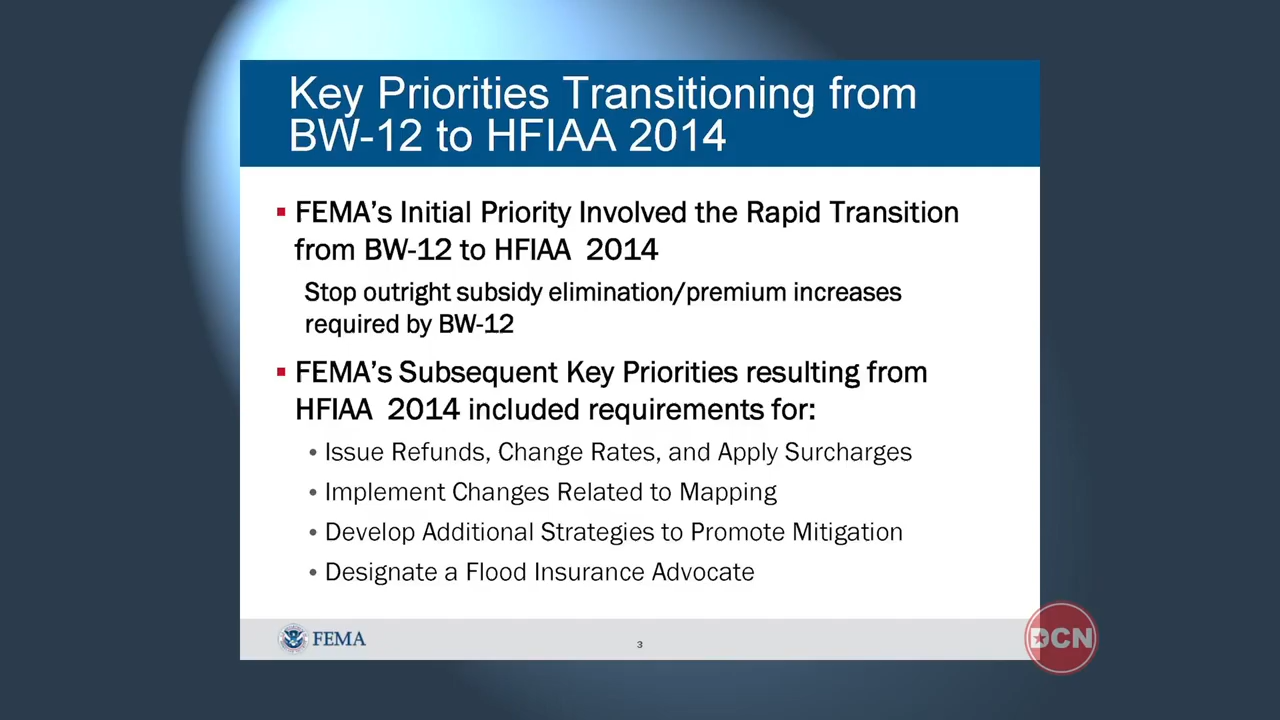 Key Priorities Transitioning from
BW-12 to HFIAA 2014
▪ FEMA's Initial Priority Involved the Rapid Transition
from BW-12 to HFIAA 2014
Stop outright subsidy elimination/premium increases
required by BW-12
▪ FEMA's Subsequent Key Priorities resulting from
HFIAA 2014 included requirements for:
• Issue Refunds, Change Rates, and Apply Surcharges
• Implement Changes Related to Mapping
• Develop Additional Strategies to Promote Mitigation
• Designate a Flood Insurance Advocate
FEMA
3
DCN